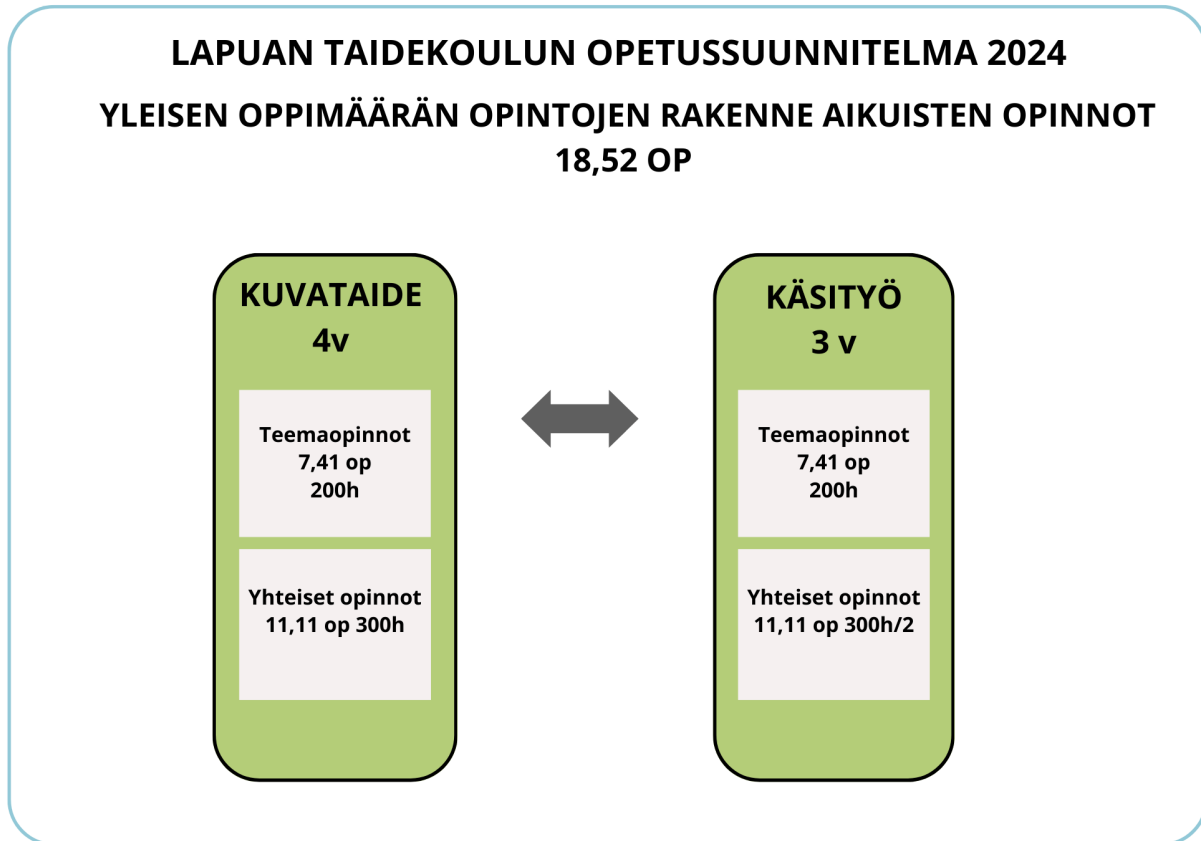 LAPUAN TAIDEKOULUN OPETUSSUUNNITELMA 2024
YLEISEN OPPIMÄÄRÄN OPINTOJEN RAKENNE AIKUISTEN OPINNOT
18,52 OP
KUVATAIDE
4v
Teemaopinnot
7,41 op
200h
Yhteiset opinnot
11,11 op 300h
KÄSITYÖ
3 v
Teemaopinnot
7,41 op
200h
Yhteiset opinnot
11,11 op 300h/2